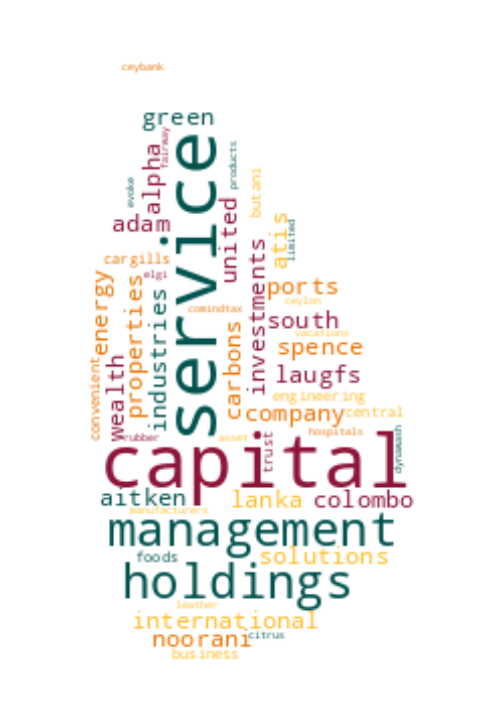 ceybank
green
service
fairway
alpha
products
evoke
butani
adam
united
atlis
limited
cargills
investments
elgi
energy
properties
industries
ports
ceylon
comindtax
south
carbons
vacations
spence
wealth
convenient
laugfs
engineering
company
central
rubber
asset
trust
hospitals
dynawash
capital
aitken
lanka
colombo
manufacturers
management
foods
solutions
holdings
leather
international
noorani
citrus
business